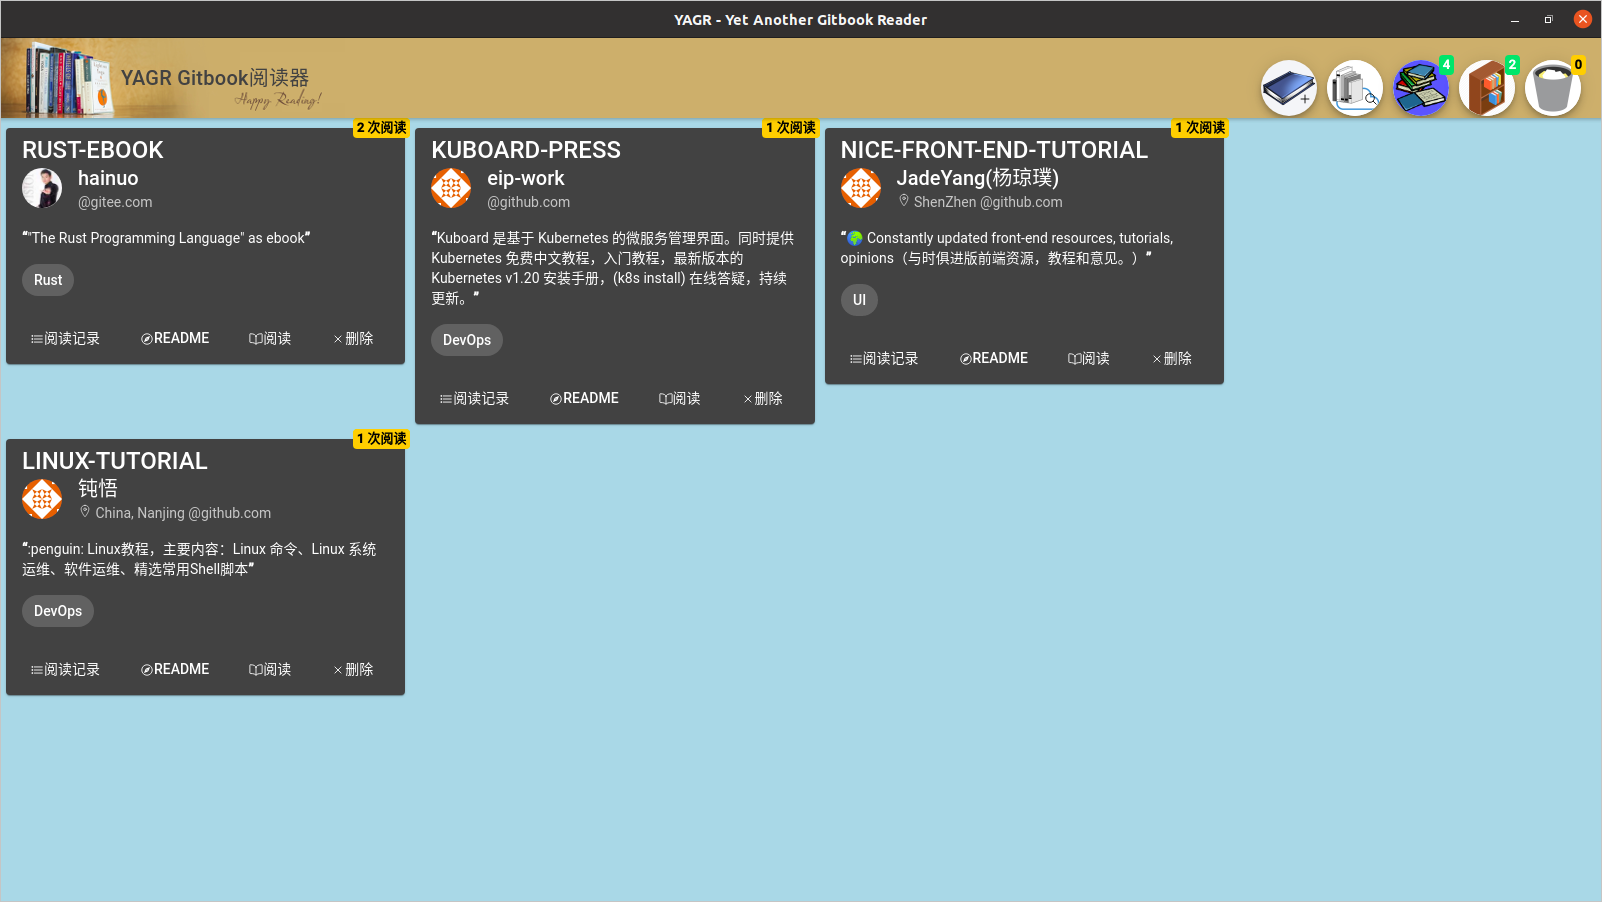 YAGR - Yet Another Gitbook Reader
YAGR Gitbook阅读器
Happy Reading!
4
2
0
2 次阅读
RUST-EBOOK
hainuo
@gitee.com
❝"The Rust Programming Language" as ebook❞
Rust
阅读记录 README 阅读 删除
1 次阅读
KUBOARD-PRESS
eip-work
@github.com
❝Kuboard 是基于 Kubernetes 的微服务管理界面。同时提供
Kubernetes 免费中文教程，入门教程，最新版本的
Kubernetes v1.20 安装手册，(k8s install) 在线答疑，持续
更新。❞
DevOps
阅读记录 README 阅读 删除
1 次阅读
NICE-FRONT-END-TUTORIAL
JadeYang(杨琼璞)
ShenZhen @github.com
❝🌍 Constantly updated front-end resources, tutorials,
opinions（与时俱进版前端资源，教程和意见。）❞
UI
阅读记录 README 阅读 删除
1 次阅读
LINUX-TUTORIAL
钝悟
China, Nanjing @github.com
❝:penguin: Linux教程，主要内容：Linux 命令、Linux 系统
运维、软件运维、精选常用Shell脚本❞
DevOps
阅读记录 README 阅读 删除